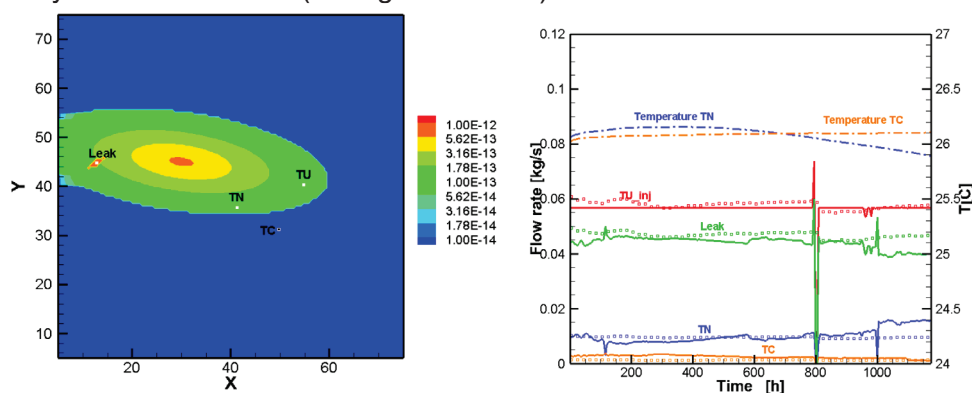 70
60
50
40
30
20
10
Y
20
40
60
X
Leak
TU
TN
TC
1.00E-12
5.62E-13
3.16E-13
1.78E-13
1.00E-13
5.62E-14
3.16E-14
1.78E-14
1.00E-14
0.12
0.1
0.08
0.06
0.04
0.02
0
Flow rate [kg/s]
Temperature TN
Temperature TC
TU_inj
Leak
TN
TC
200
400
600
800
1000
Time [h]
27
26.5
26
25.5
25
24.5
24